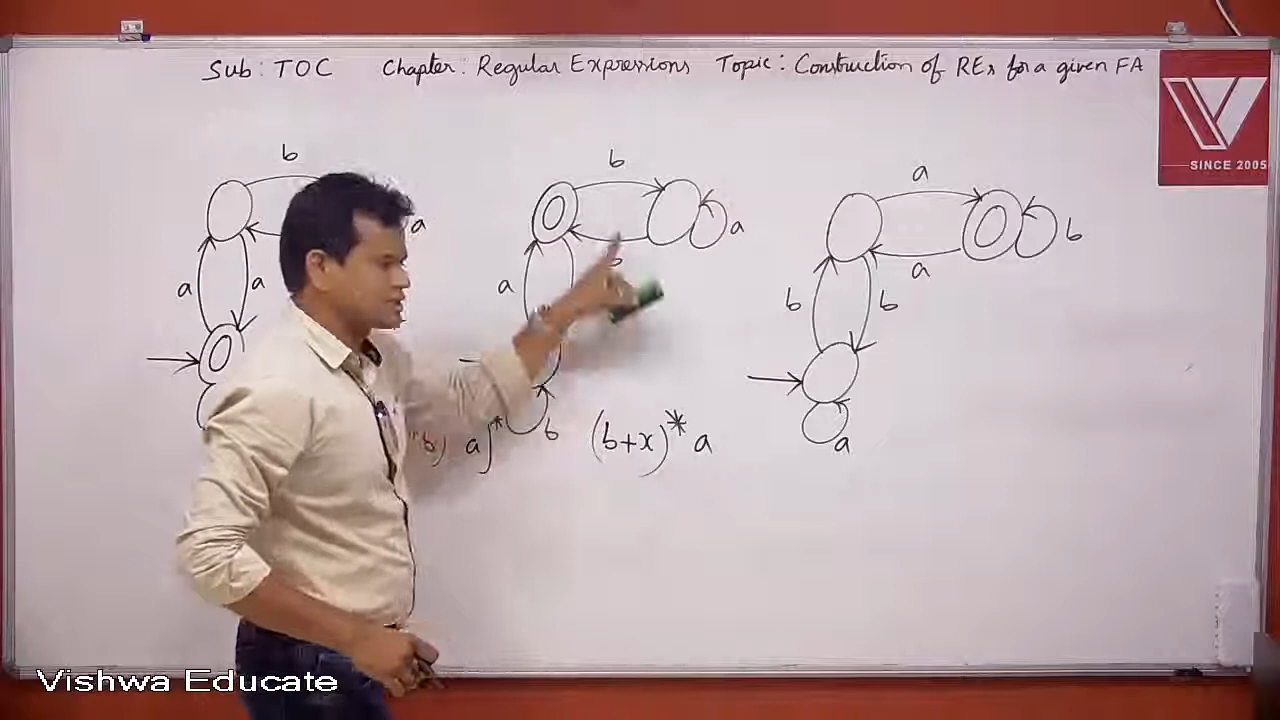 Sub : TOC Chapter : Regular Expressions Topic : Construction of REs for a given FA
V
SINCE 2005
b
a
a
a
b
a
b
a
b
a
a
b
b
b
a
b) a)*
(b+x)* a
Vishwa Educate